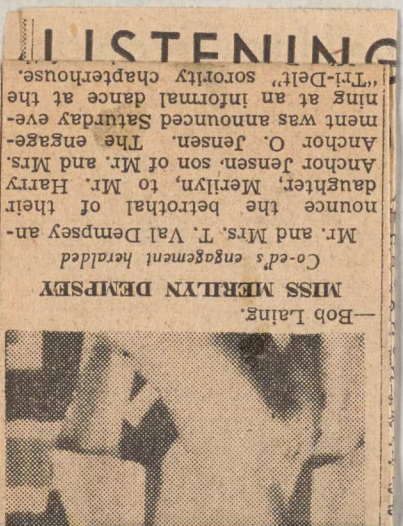 LISTENING
—Bob Laing.
MISS MERILYN DEMPSEY
Co-ed's engagement heralded
Mr. and Mrs. T. Val Dempsey an-
nounce the betrothal of their
daughter, Merilyn, to Mr. Harry
Anchor Jensen, son of Mr. and Mrs.
Anchor O. Jensen. The engage-
ment was announced Saturday eve-
ning at an informal dance at the
"Tri-Delt" sorority chapterhouse.